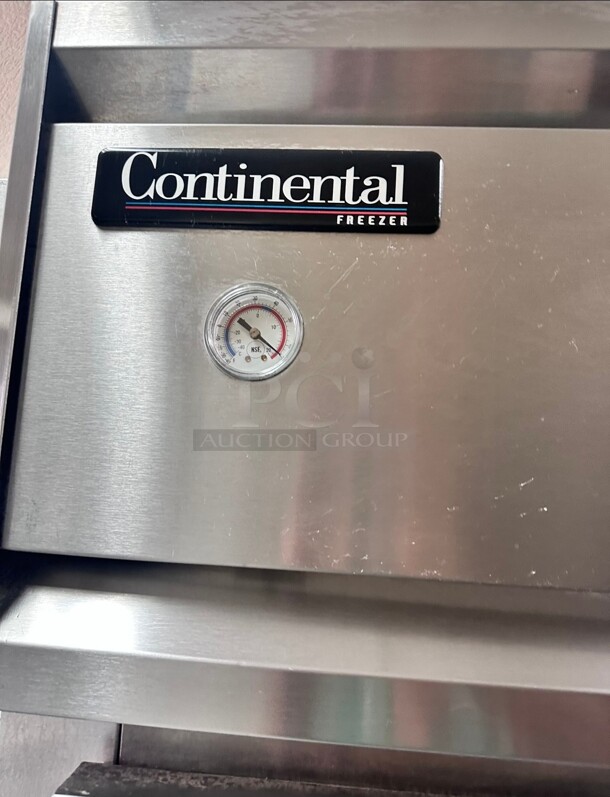 Continental
FREEZER
NSF.
PCi
AUCTION GROUP